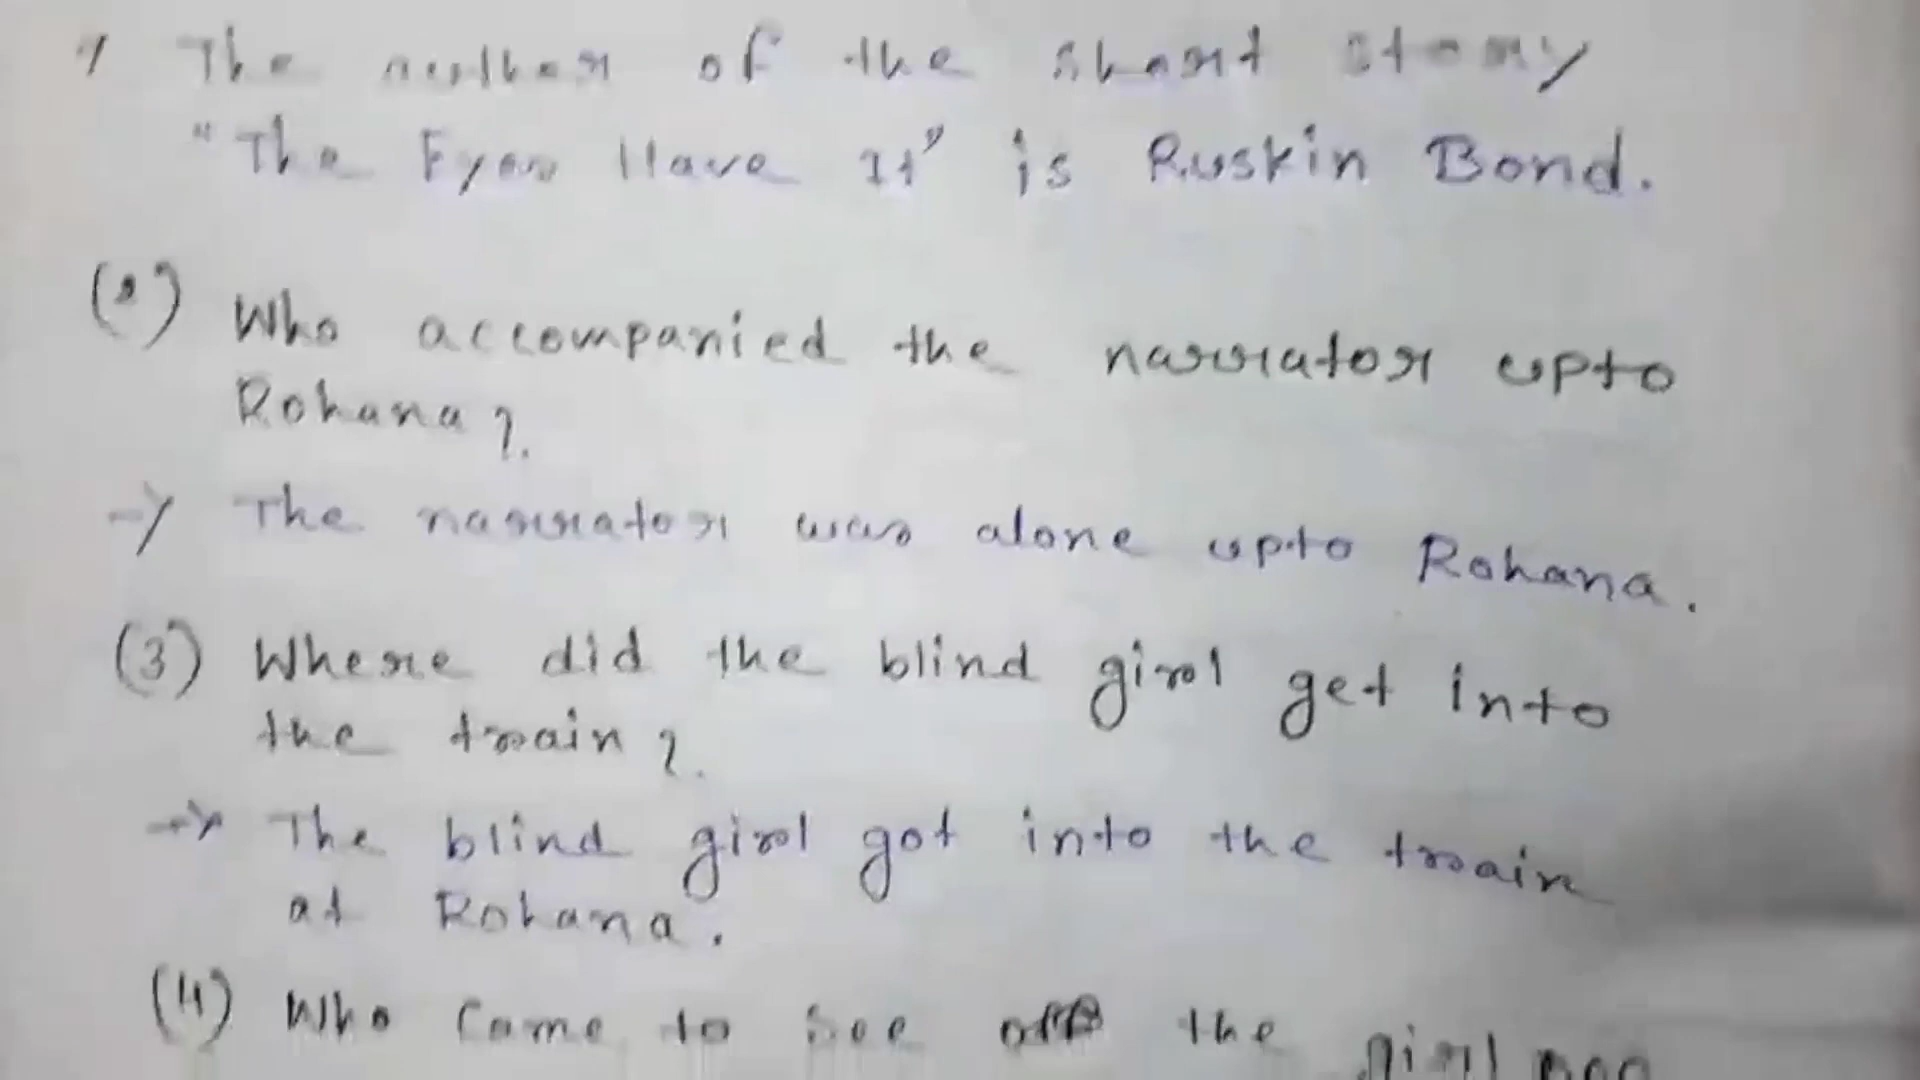 The author of the short story
"The Eyes Have It" is Ruskin Bond.
(2) Who accompanied the narrator upto
Rohana?
→ The narrator was alone upto Rohana.
(3) Where did the blind girl get into
the train?
→ The blind girl got into the train
at Rohana.
(4) Who come to see off the girl